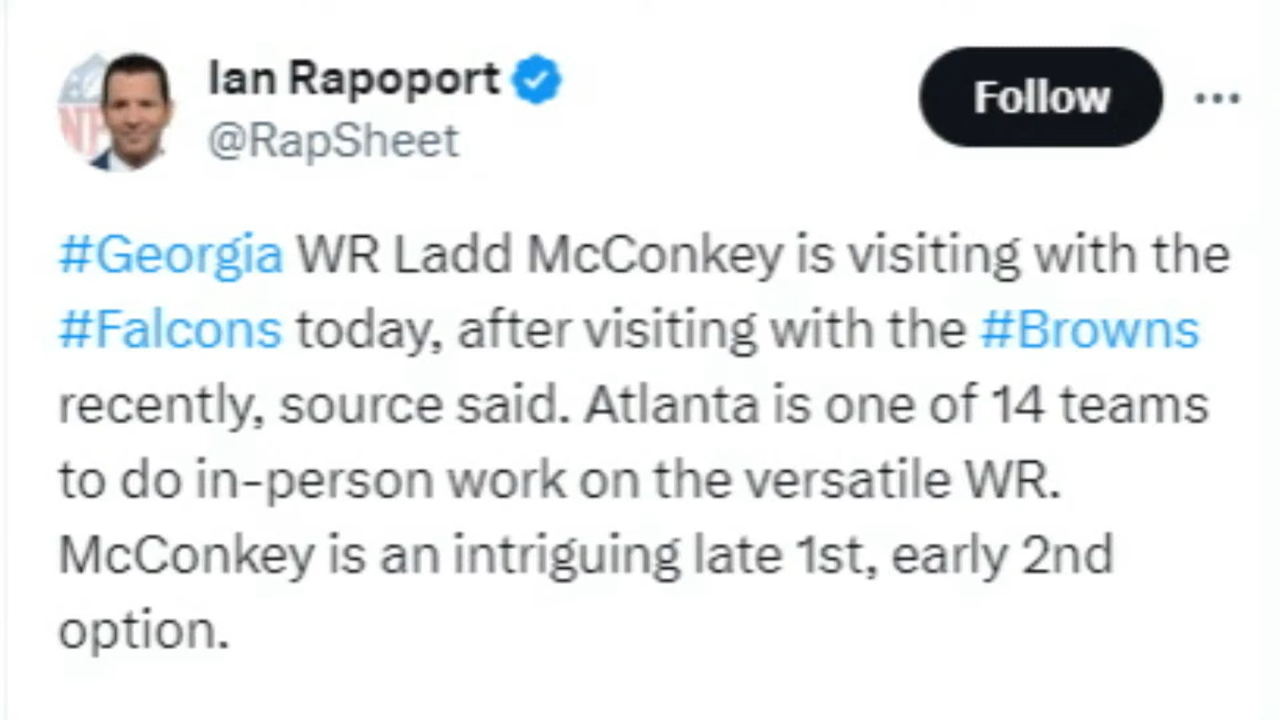 Ian Rapoport
@RapSheet
Follow
#Georgia WR Ladd McConkey is visiting with the
#Falcons today, after visiting with the #Browns
recently, source said. Atlanta is one of 14 teams
to do in-person work on the versatile WR.
McConkey is an intriguing late 1st, early 2nd
option.